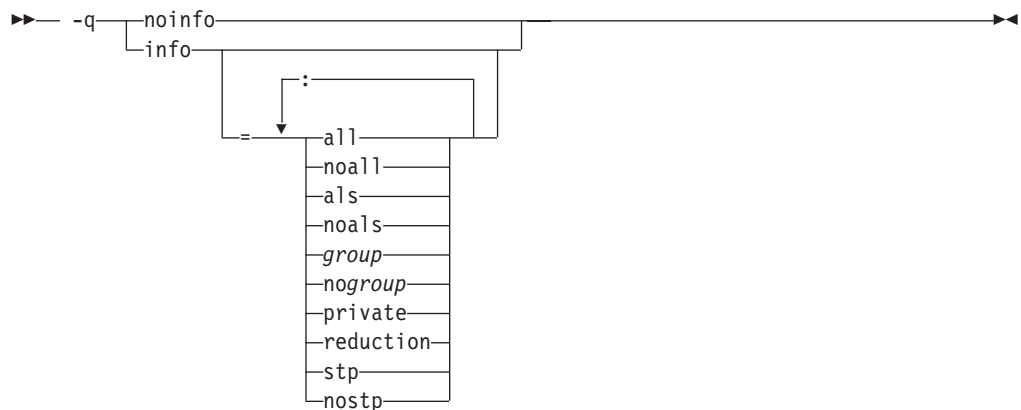 -q noinfo
info
:
= all
noall
als
noals
group
nogroup
private
reduction
stp
nostp